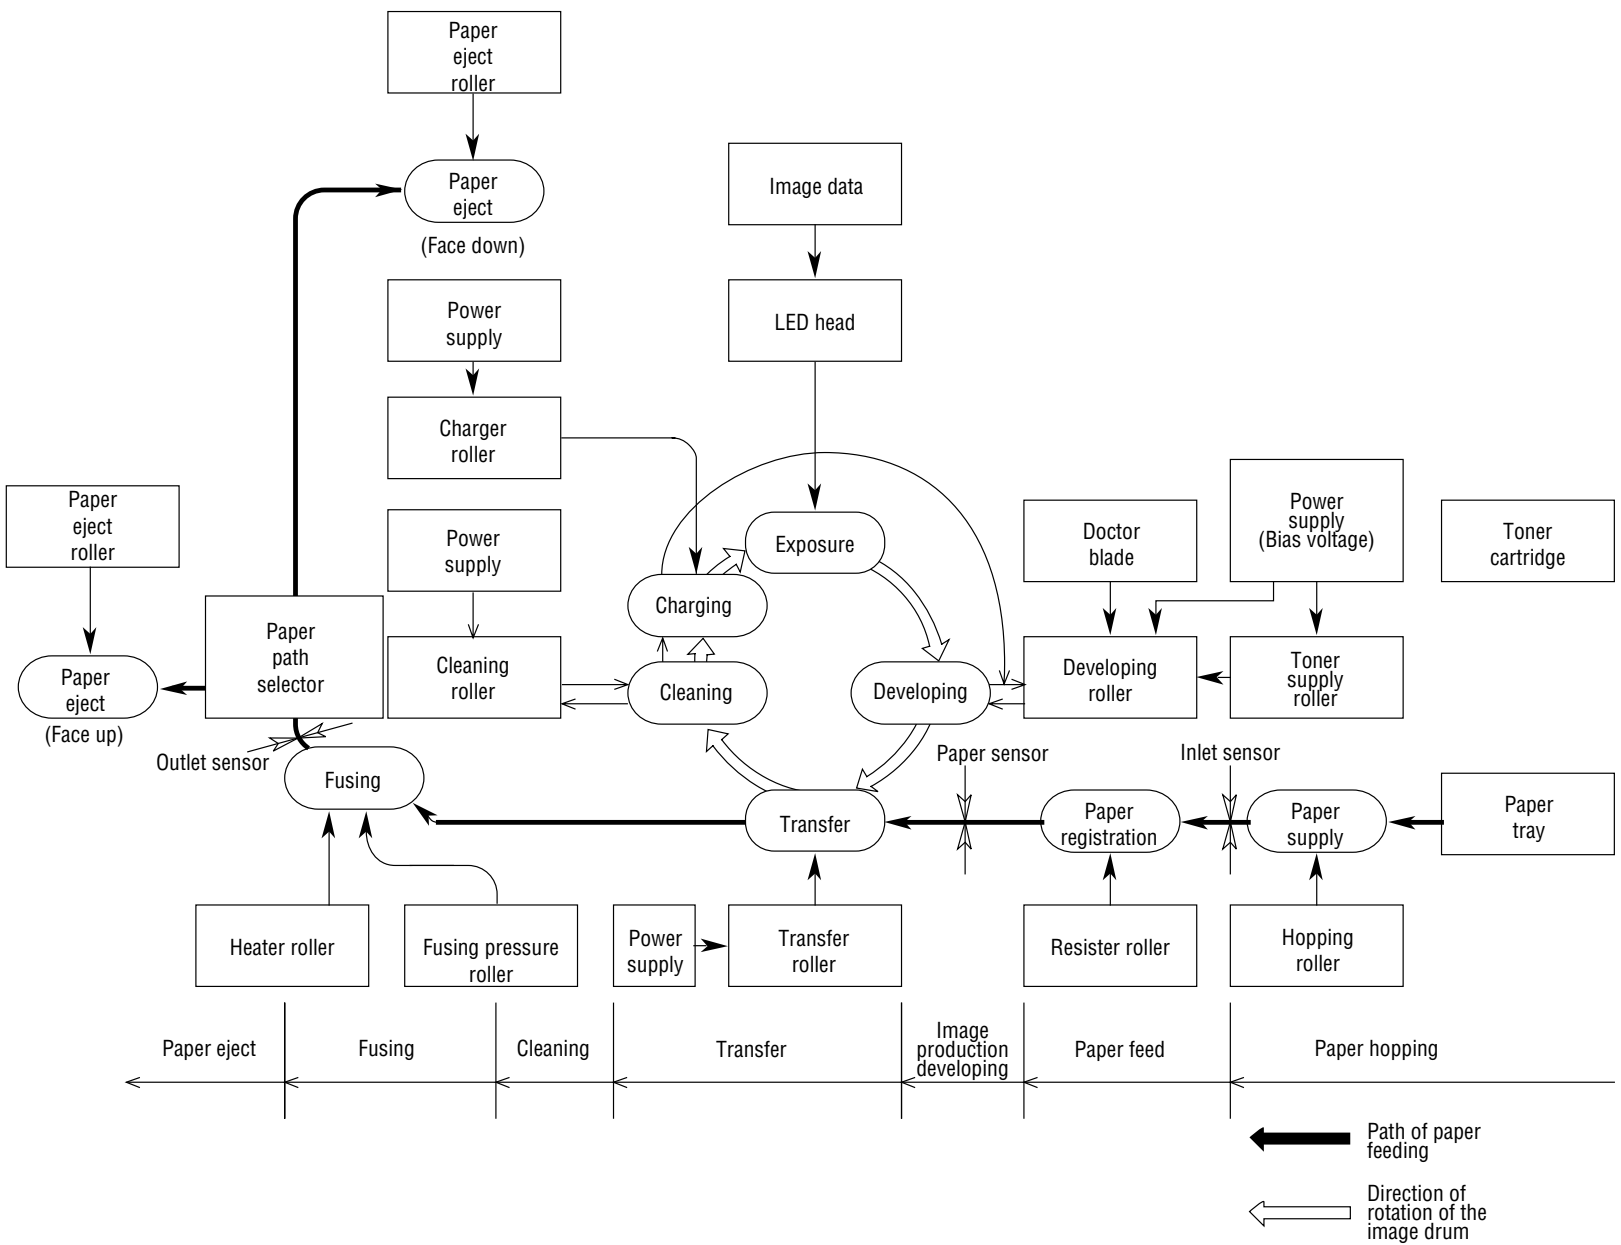 Paper
eject
roller
Paper
eject
(Face down)
Image data
Power
supply
LED head
Charger
roller
Paper
eject
roller
Power
supply
Exposure
Doctor
blade
Power
supply
(Bias voltage)
Toner
cartridge
Charging
Paper
path
selector
Paper
eject
(Face up)
Cleaning
roller
Cleaning
Developing
Developing
roller
Toner
supply
roller
Outlet sensor
Fusing
Paper sensor
Inlet sensor
Transfer
Paper
registration
Paper
supply
Paper
tray
Heater roller
Fusing pressure
roller
Power
supply
Transfer
roller
Resister roller
Hopping
roller
Paper eject
Fusing
Cleaning
Transfer
Image
production
developing
Paper feed
Paper hopping
Path of paper
feeding
Direction of
rotation of the
image drum